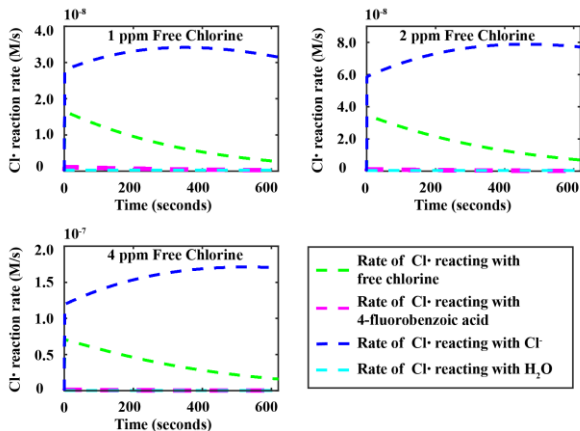 1 ppm Free Chlorine
x10⁻⁸
4.0
3.0
2.0
1.0
0
0 200 400 600
Cl• reaction rate (M/s)
Time (seconds)
2 ppm Free Chlorine
x10⁻⁸
8.0
6.0
4.0
2.0
0
0 200 400 600
Cl• reaction rate (M/s)
Time (seconds)
4 ppm Free Chlorine
x10⁻⁷
2.0
1.5
1.0
0.5
0
0 200 400 600
Cl• reaction rate (M/s)
Time (seconds)
Rate of Cl• reacting with
free chlorine
Rate of Cl• reacting with
4-fluorobenzoic acid
Rate of Cl• reacting with Cl⁻
Rate of Cl• reacting with H₂O